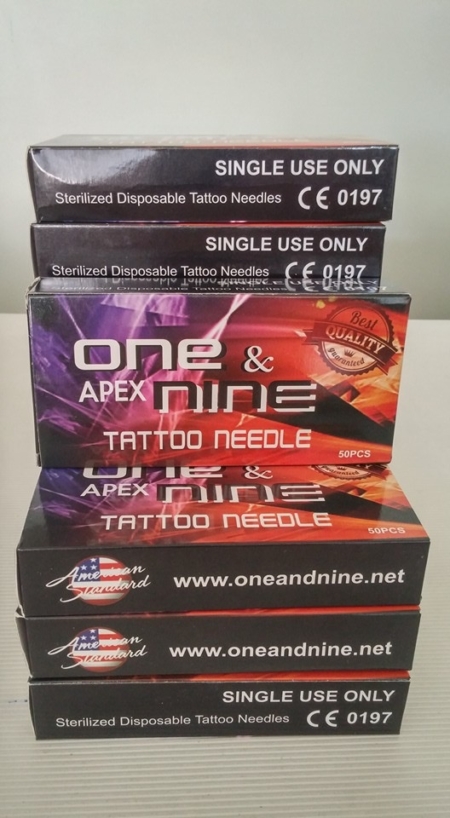 SINGLE USE ONLY
Sterilized Disposable Tattoo Needles CE 0197
SINGLE USE ONLY
Sterilized Disposable Tattoo Needles CE 0197
one &
APEX nine
TATTOO NEEDLE
50PCS
Best
QUALITY
guaranteed
one &
APEX nine
TATTOO NEEDLE
50PCS
American
Standard
www.oneandnine.net
American
Standard
www.oneandnine.net
SINGLE USE ONLY
Sterilized Disposable Tattoo Needles CE 0197